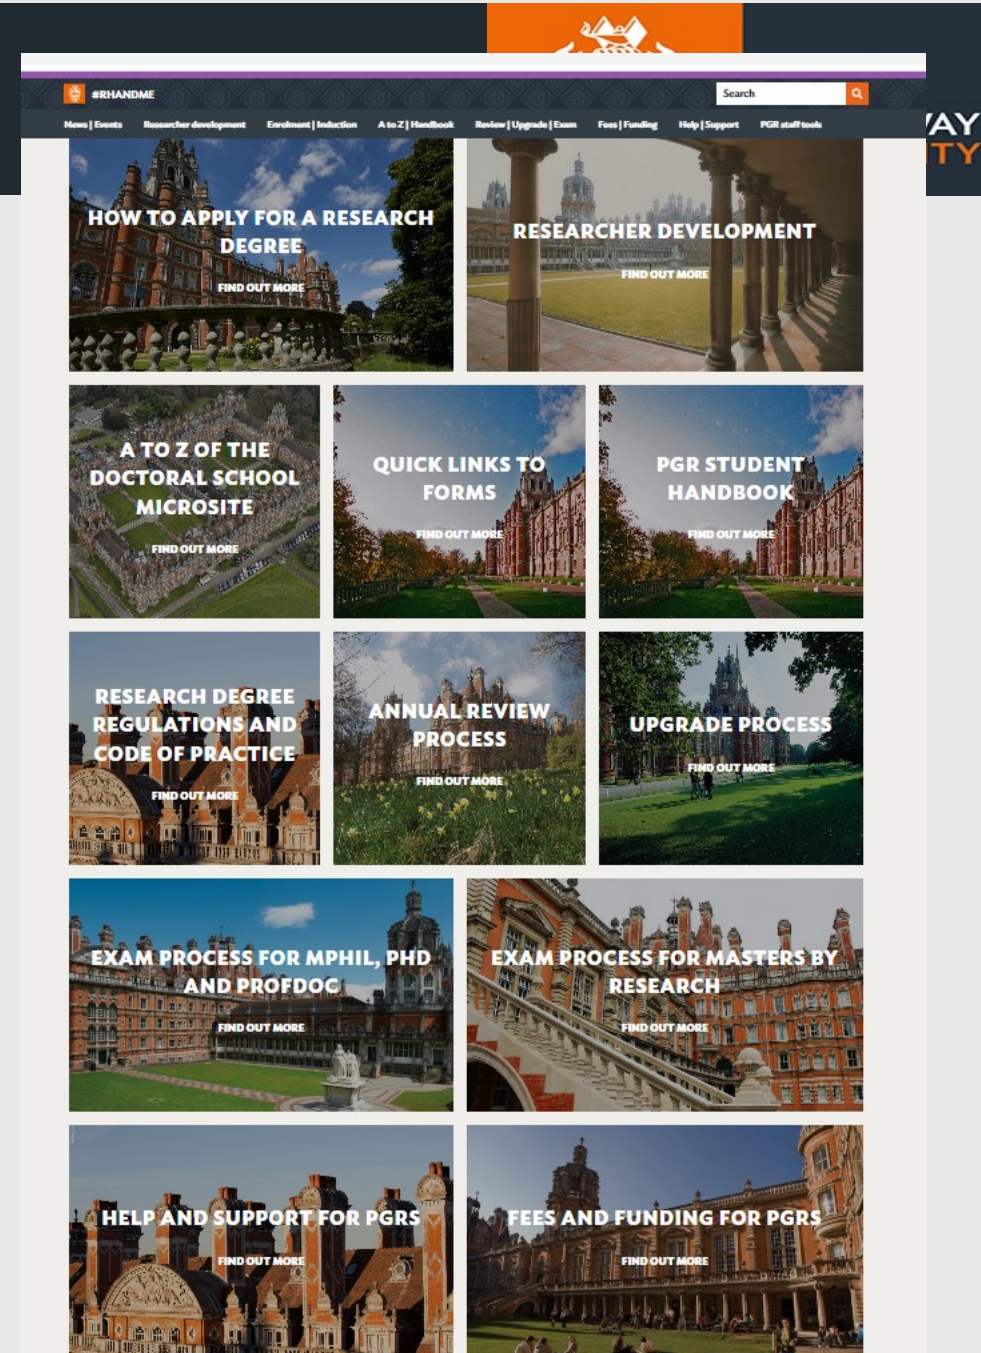 #RHANDME
Search
News | Events Researcher development Enrolment | Induction A to Z | Handbook Review | Upgrade | Exam Fees | Funding Help | Support PGR staff tools
AY
TY
HOW TO APPLY FOR A RESEARCH
DEGREE
FIND OUT MORE
RESEARCHER DEVELOPMENT
FIND OUT MORE
A TO Z OF THE
DOCTORAL SCHOOL
MICROSITE
FIND OUT MORE
QUICK LINKS TO
FORMS
FIND OUT MORE
PGR STUDENT
HANDBOOK
FIND OUT MORE
RESEARCH DEGREE
REGULATIONS AND
CODE OF PRACTICE
FIND OUT MORE
ANNUAL REVIEW
PROCESS
FIND OUT MORE
UPGRADE PROCESS
FIND OUT MORE
EXAM PROCESS FOR MPHIL, PHD
AND PROFDOC
FIND OUT MORE
EXAM PROCESS FOR MASTERS BY
RESEARCH
FIND OUT MORE
HELP AND SUPPORT FOR PGRS
FIND OUT MORE
FEES AND FUNDING FOR PGRS
FIND OUT MORE